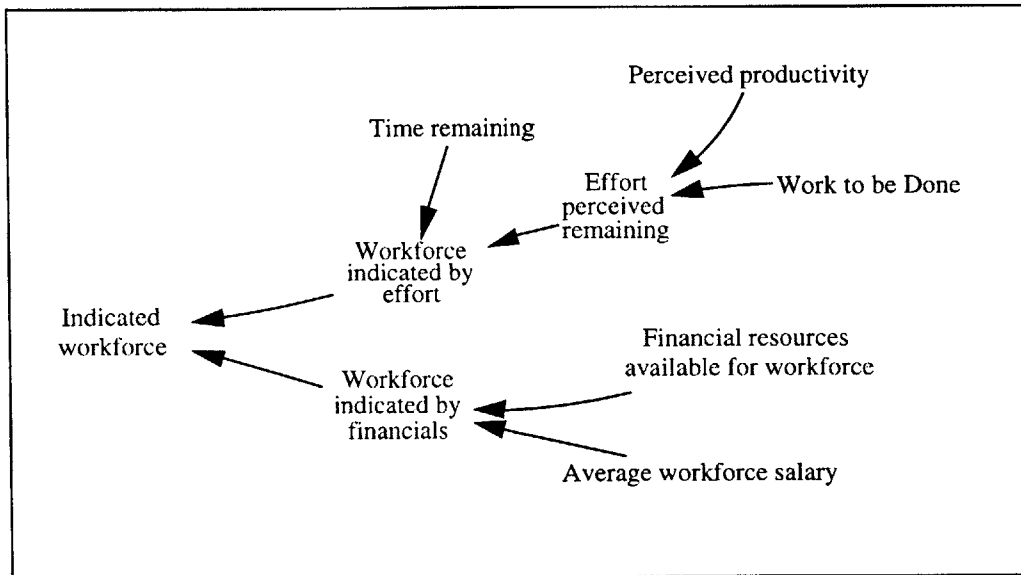 Perceived productivity
Time remaining
Effort
perceived
remaining
Work to be Done
Workforce
indicated by
effort
Indicated
workforce
Financial resources
available for workforce
Workforce
indicated by
financials
Average workforce salary